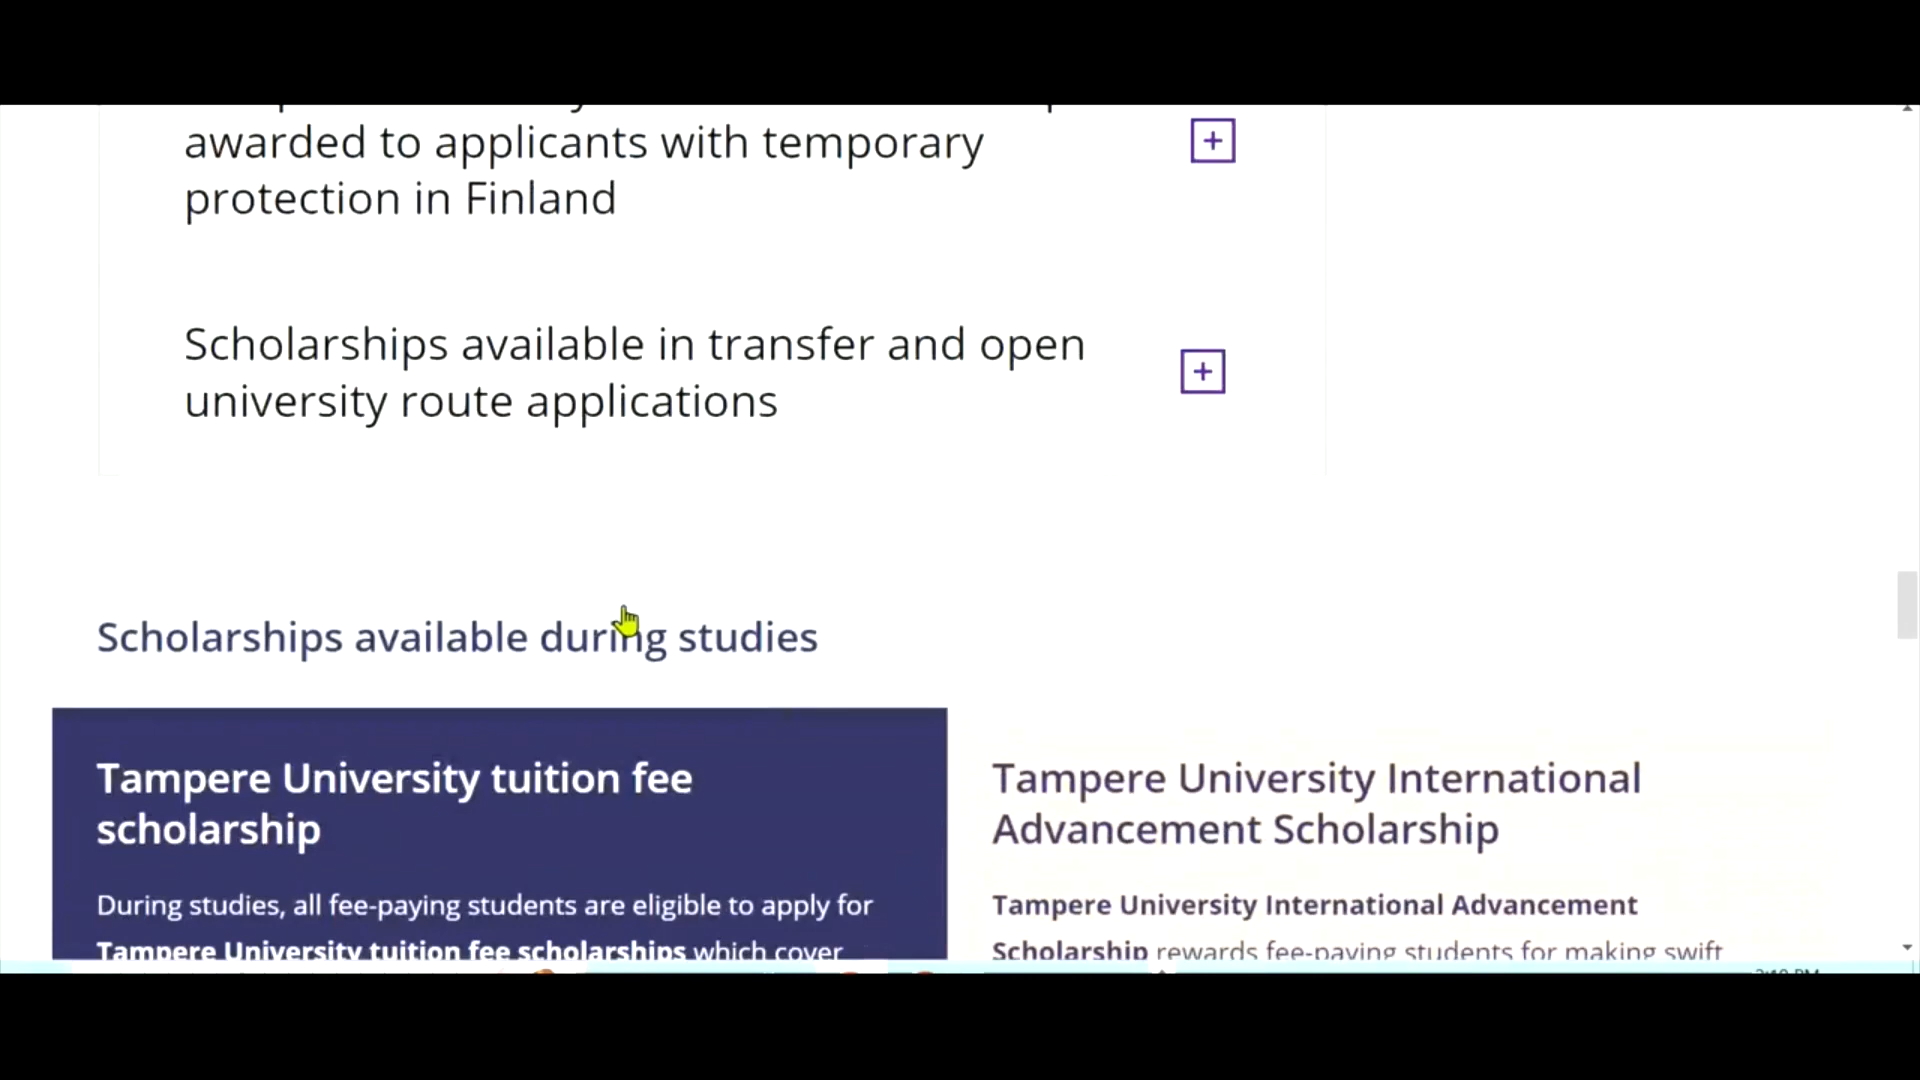 awarded to applicants with temporary
protection in Finland
Scholarships available in transfer and open
university route applications
Scholarships available during studies
Tampere University tuition fee
scholarship
During studies, all fee-paying students are eligible to apply for
Tampere University tuition fee scholarships which cover
Tampere University International
Advancement Scholarship
Tampere University International Advancement
Scholarship rewards fee-paying students for making swift